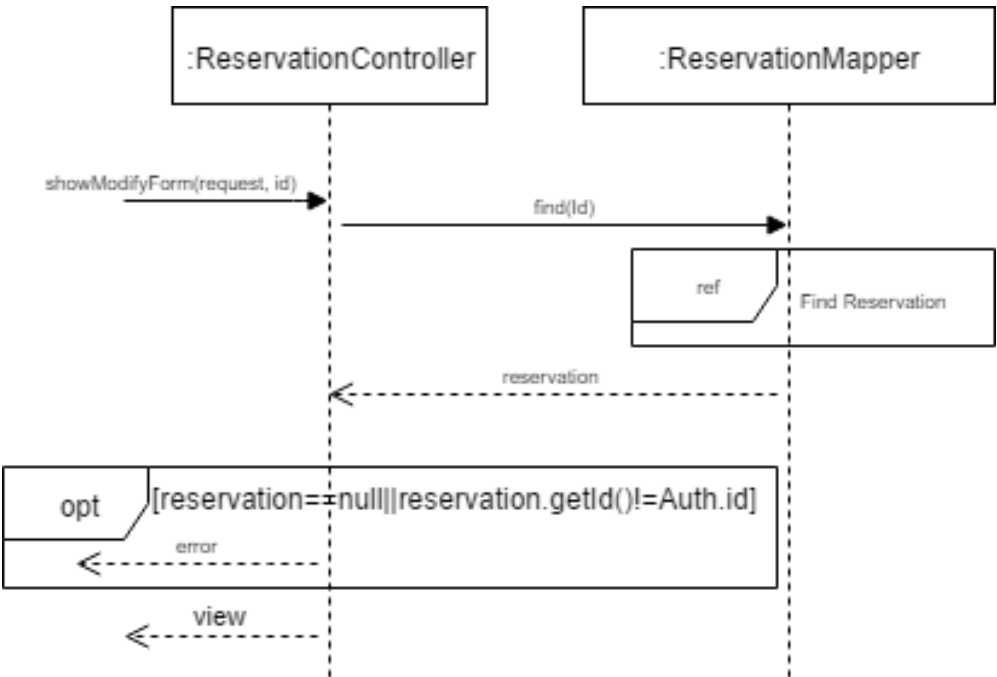 :ReservationController
:ReservationMapper
showModifyForm(request, id)
find(Id)
ref
Find Reservation
reservation
opt
[reservation==null||reservation.getId()!=Auth.id]
error
view